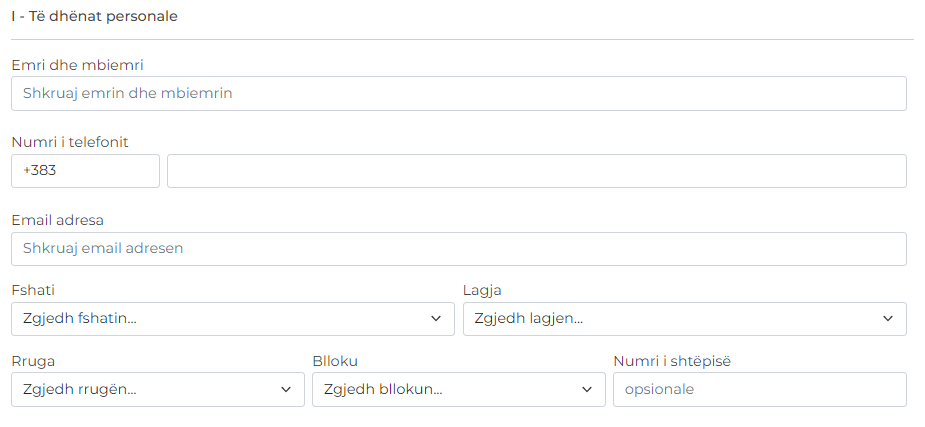 I - Të dhënat personale
Emri dhe mbiemri
Shkruaj emrin dhe mbiemrin
Numri i telefonit
+383
Email adresa
Shkruaj email adresen
Fshati Lagja
Zgjedh fshatin... Zgjedh lagjen...
Rruga Blloku Numri i shtëpisë
Zgjedh rrugën... Zgjedh bllokun... opsionale